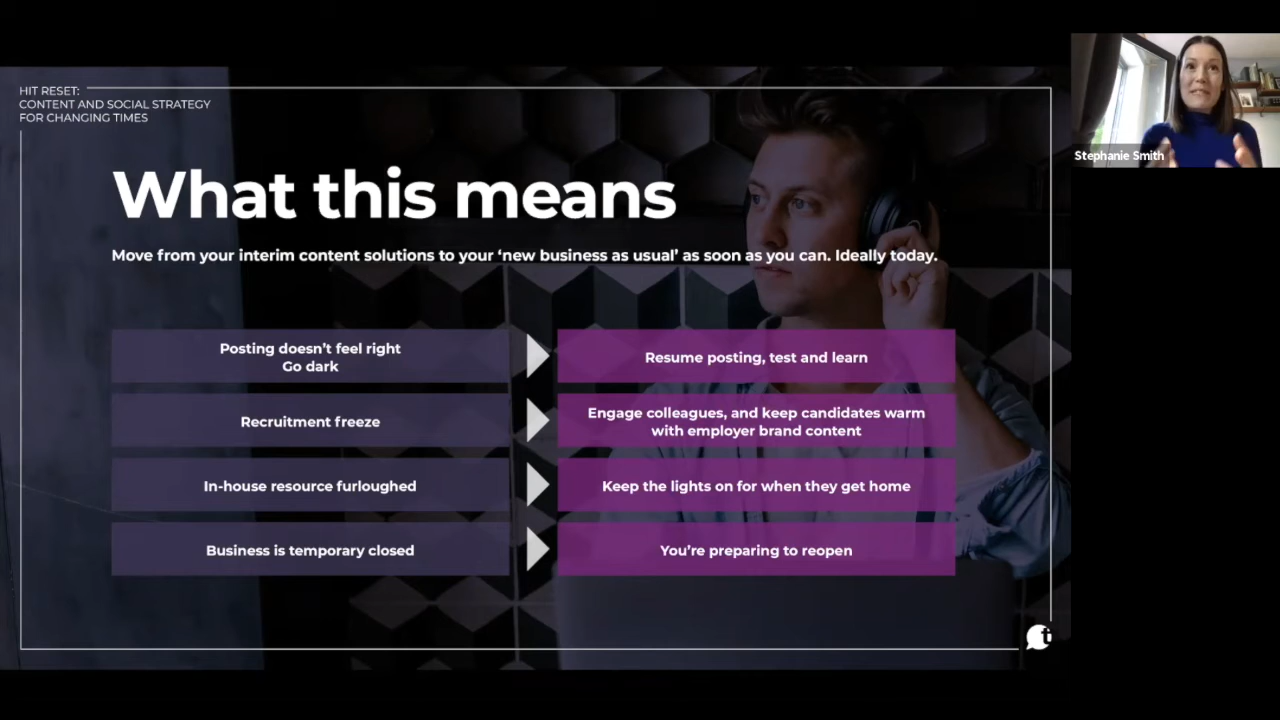 HIT RESET:
CONTENT AND SOCIAL STRATEGY
FOR CHANGING TIMES
What this means
Move from your interim content solutions to your ‘new business as usual’ as soon as you can. Ideally today.
Posting doesn’t feel right
Go dark
Resume posting, test and learn
Recruitment freeze
Engage colleagues, and keep candidates warm
with employer brand content
In-house resource furloughed
Keep the lights on for when they get home
Business is temporary closed
You’re preparing to reopen
t
Stephanie Smith